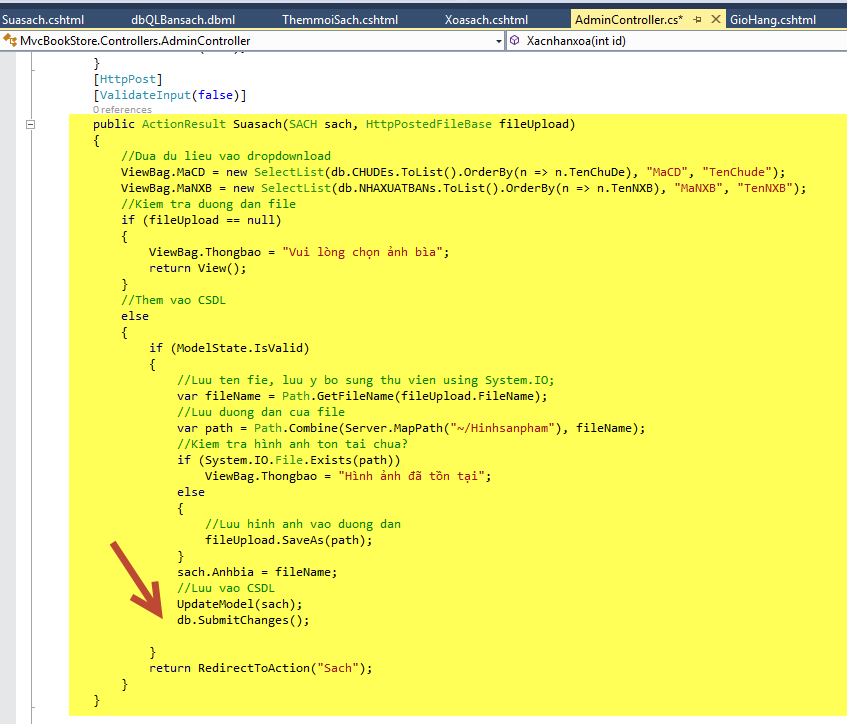 Suasach.cshtml dbQLBansach.dbml ThemmoiSach.cshtml Xoasach.cshtml AdminController.cs* GioHang.cshtml
MvcBookStore.Controllers.AdminController Xacnhanxoa(int id)
}
[HttpPost]
[ValidateInput(false)]
0 references
public ActionResult Suasach(SACH sach, HttpPostedFileBase fileUpload)
{
//Dua du lieu vao dropdownload
ViewBag.MaCD = new SelectList(db.CHUDEs.ToList().OrderBy(n => n.TenChuDe), "MaCD", "TenChude");
ViewBag.MaNXB = new SelectList(db.NHAXUATBANs.ToList().OrderBy(n => n.TenNXB), "MaNXB", "TenNXB");
//Kiem tra duong dan file
if (fileUpload == null)
{
ViewBag.Thongbao = "Vui lòng chọn ảnh bìa";
return View();
}
//Them vao CSDL
else
{
if (ModelState.IsValid)
{
//Luu ten fie, luu y bo sung thu vien using System.IO;
var fileName = Path.GetFileName(fileUpload.FileName);
//Luu duong dan cua file
var path = Path.Combine(Server.MapPath("~/Hinhsanpham"), fileName);
//Kiem tra hình anh ton tai chua?
if (System.IO.File.Exists(path))
ViewBag.Thongbao = "Hình ảnh đã tồn tại";
else
{
//Luu hinh anh vao duong dan
fileUpload.SaveAs(path);
}
sach.Anhbia = fileName;
//Luu vao CSDL
UpdateModel(sach);
db.SubmitChanges();
}
return RedirectToAction("Sach");
}
}